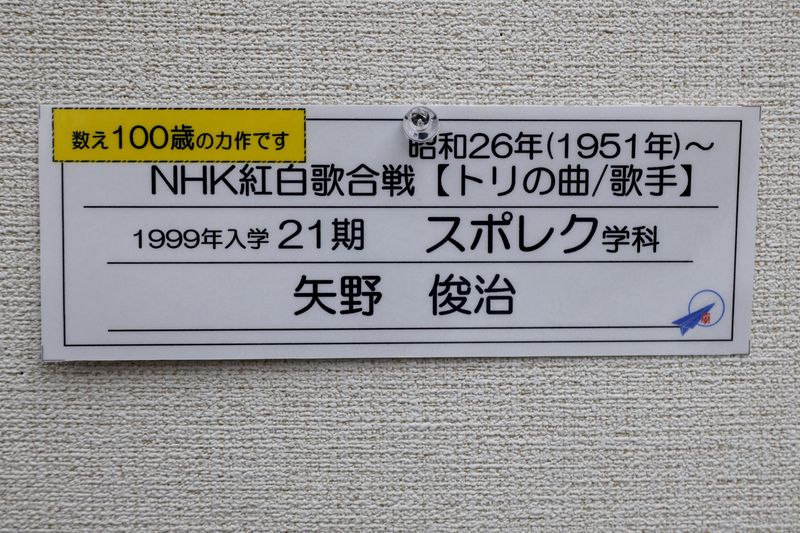 数え100歳の力作です
昭和26年(1951年)～
NHK紅白歌合戦【トリの曲/歌手】
1999年入学 21期 スポレク学科
矢野 俊治